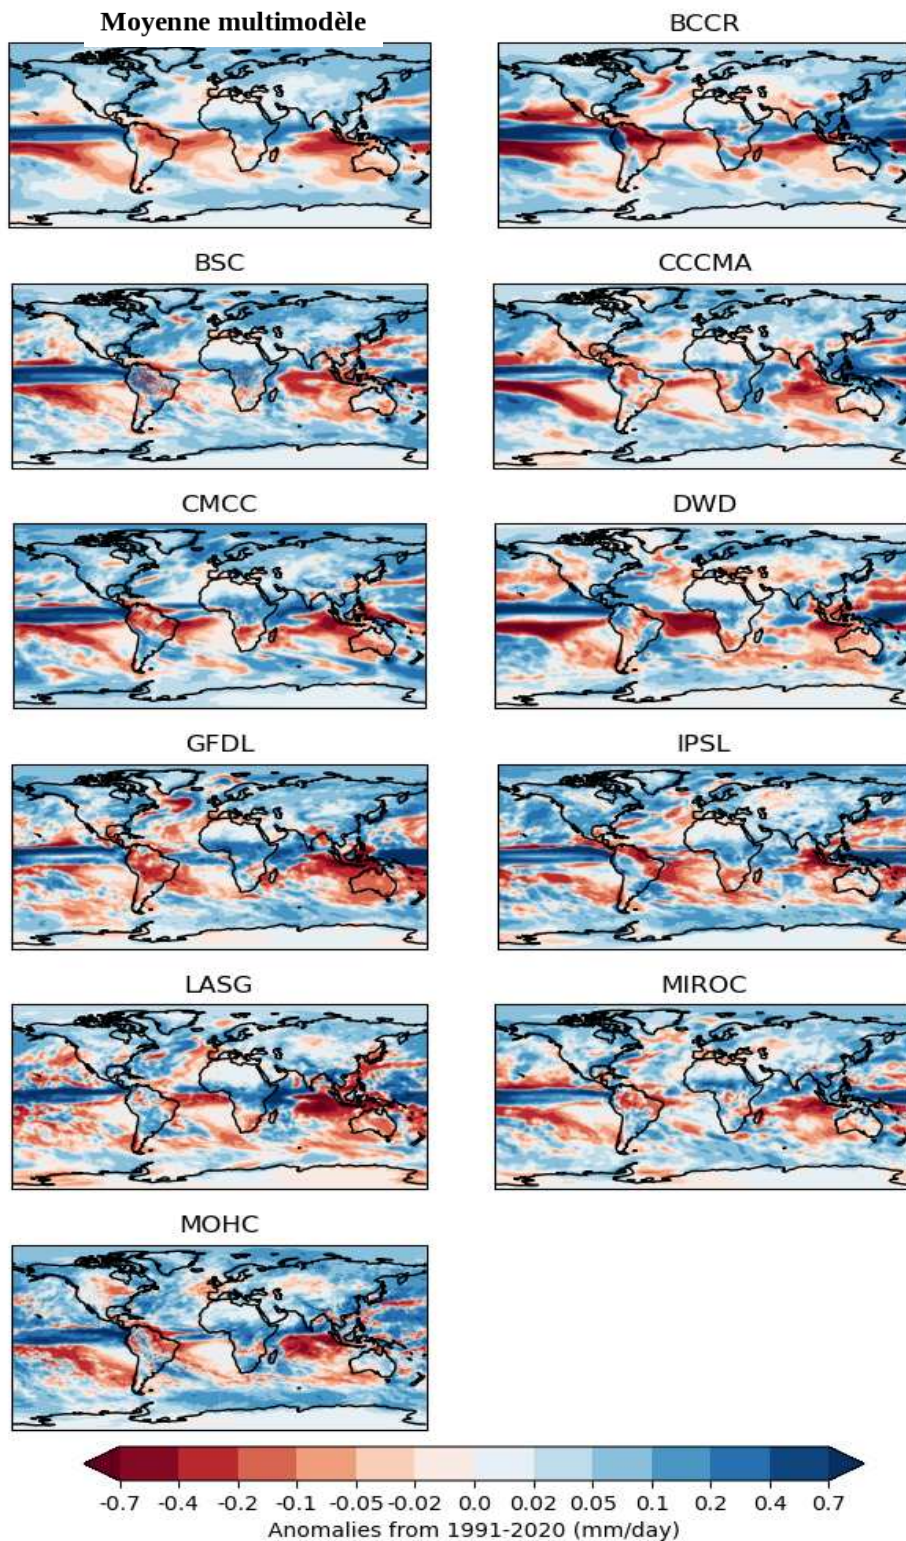 Moyenne multimodèle
BCCR
BSC
CCCMA
CMCC
DWD
GFDL
IPSL
LASG
MIROC
MOHC
-0.7 -0.4 -0.2 -0.1 -0.05 -0.02 0.0 0.02 0.05 0.1 0.2 0.4 0.7
Anomalies from 1991-2020 (mm/day)